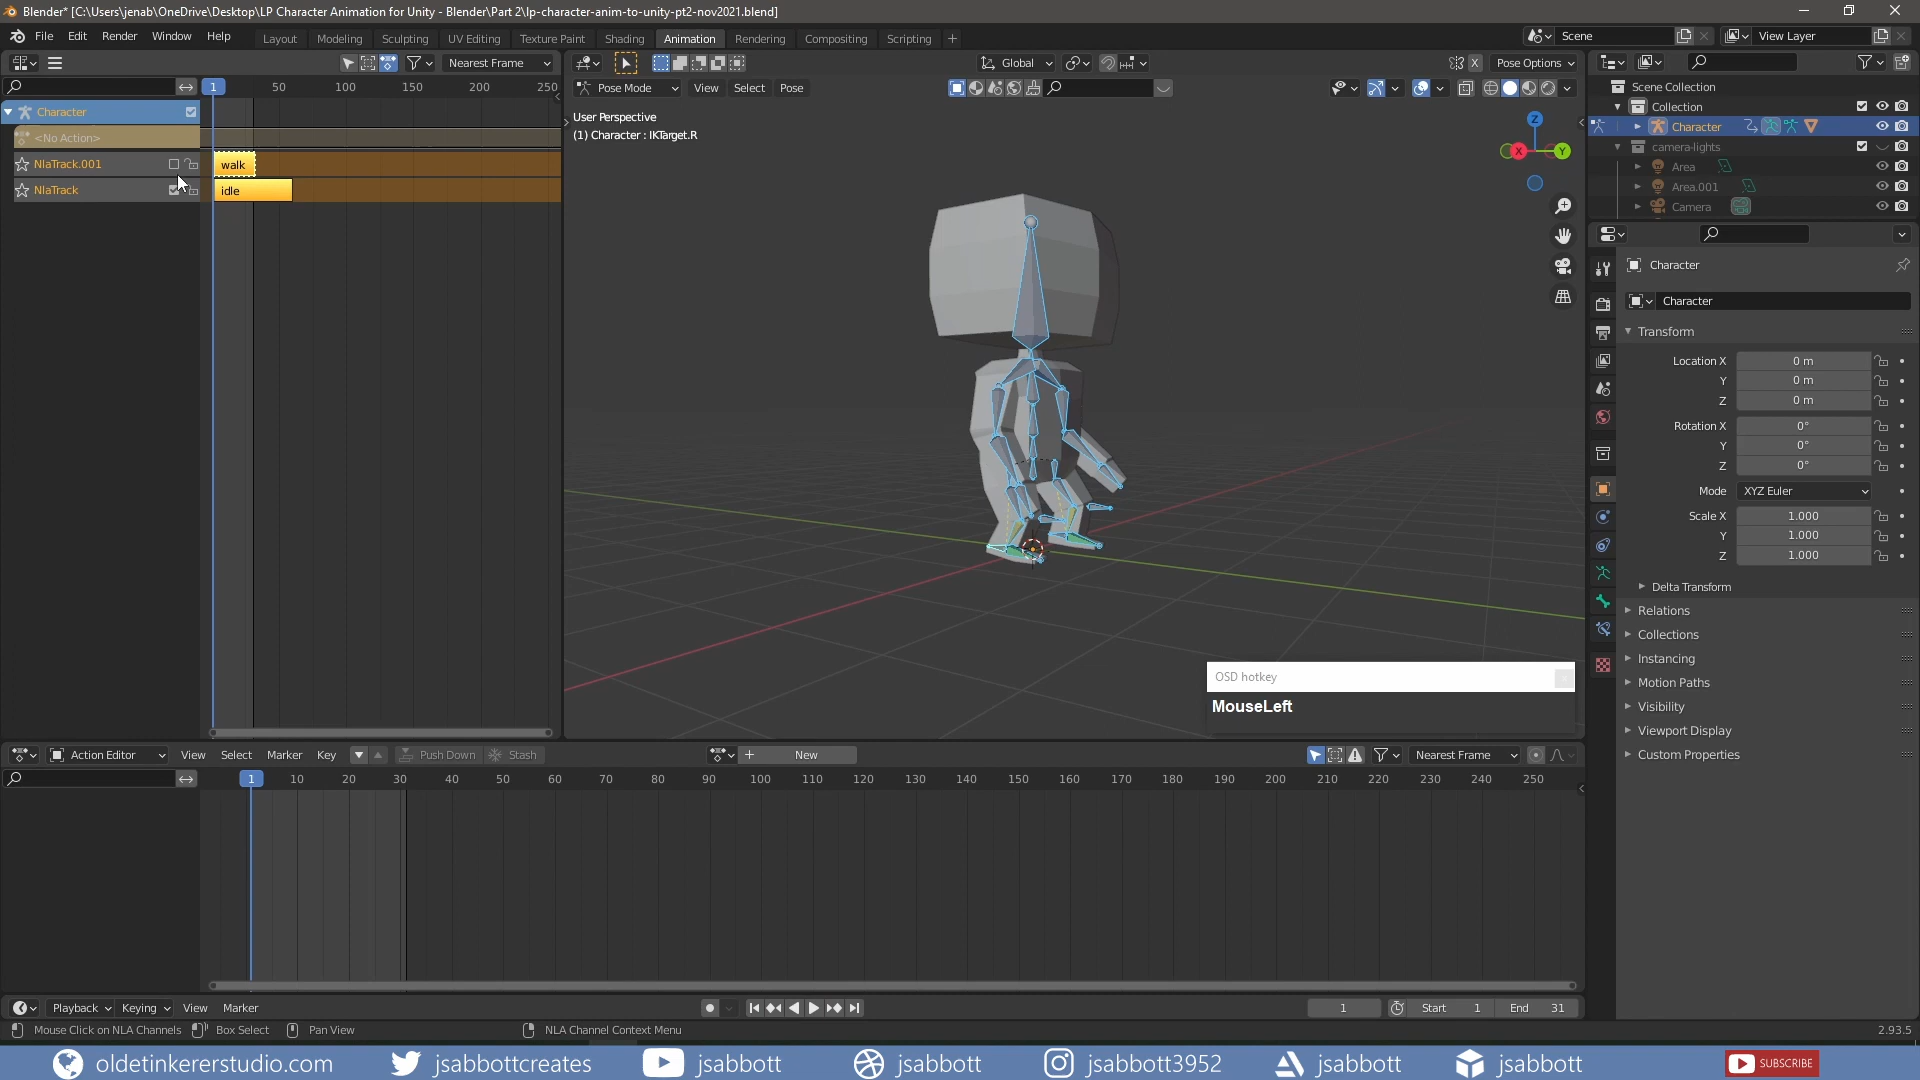 Blender* [C:\Users\jenab\OneDrive\Desktop\LP Character Animation for Unity - Blender\Part 2\lp-character-anim-to-unity-pt2-nov2021.blend]
File Edit Render Window Help Layout Modeling Sculpting UV Editing Texture Paint Shading Animation Rendering Compositing Scripting Scene View Layer
Nearest Frame Global Pose Options
1 50 100 150 200 250 Pose Mode View Select Pose
Scene Collection
Collection
Character
camera-lights
Area
Area.001
Camera
Character
<No Action>
NlaTrack.001 walk
NlaTrack idle
User Perspective
(1) Character : IKTarget.R
Z
X Y
Character
Character
Transform
Location X 0 m
Y 0 m
Z 0 m
Rotation X 0°
Y 0°
Z 0°
Mode XYZ Euler
Scale X 1.000
Y 1.000
Z 1.000
Delta Transform
Relations
Collections
Instancing
Motion Paths
Visibility
Viewport Display
Custom Properties
OSD hotkey
MouseLeft
Action Editor View Select Marker Key Push Down Stash New Nearest Frame
1 10 20 30 40 50 60 70 80 90 100 110 120 130 140 150 160 170 180 190 200 210 220 230 240 250
Playback Keying View Marker 1 Start 1 End 31
Mouse Click on NLA Channels Box Select Pan View NLA Channel Context Menu 2.93.5
oldetinkererstudio.com jsabbottcreates jsabbott jsabbott jsabbott3952 jsabbott jsabbott SUBSCRIBE